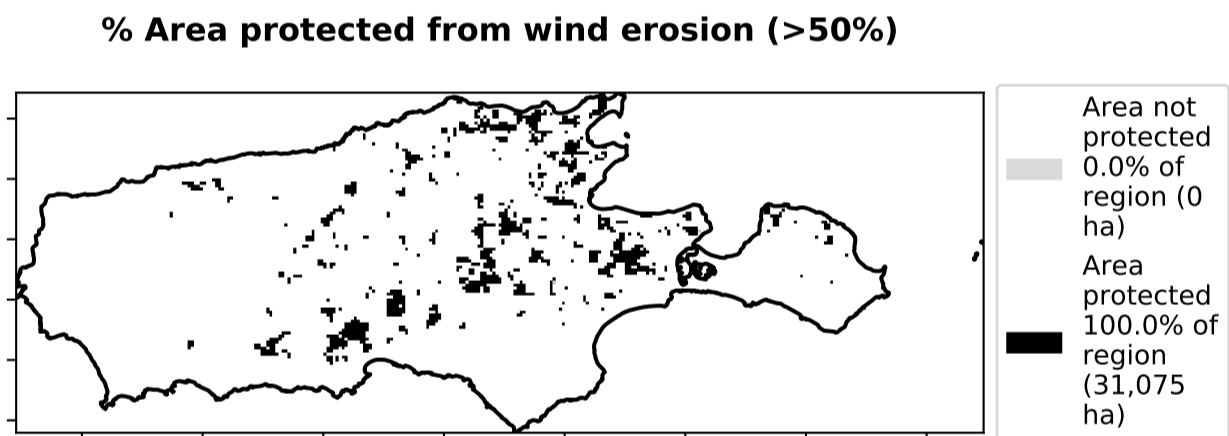 % Area protected from wind erosion (>50%)
Area not
protected
0.0% of
region (0
ha)
Area
protected
100.0% of
region
(31,075
ha)